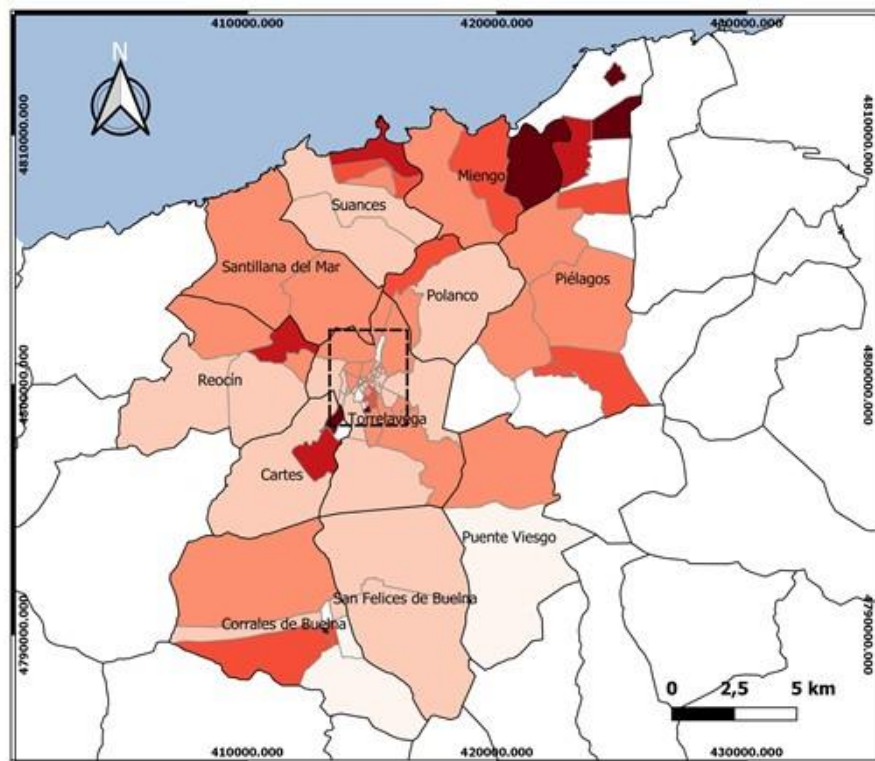 410000.000 420000.000 430000.000
N
4810000.000 4810000.000
Miengo
Suances
Santillana del Mar
Piélagos
Polanco
4800000.000 4800000.000
Reocín
Torrelavega
Cartes
Puente Viesgo
San Felices de Buelna
Corrales de Buelna
4790000.000 4790000.000
0 2,5 5 km
410000.000 420000.000 430000.000